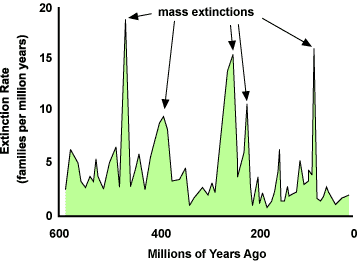 20
15
10
5
0
Extinction Rate
(families per million years)
mass extinctions
600
400
200
0
Millions of Years Ago